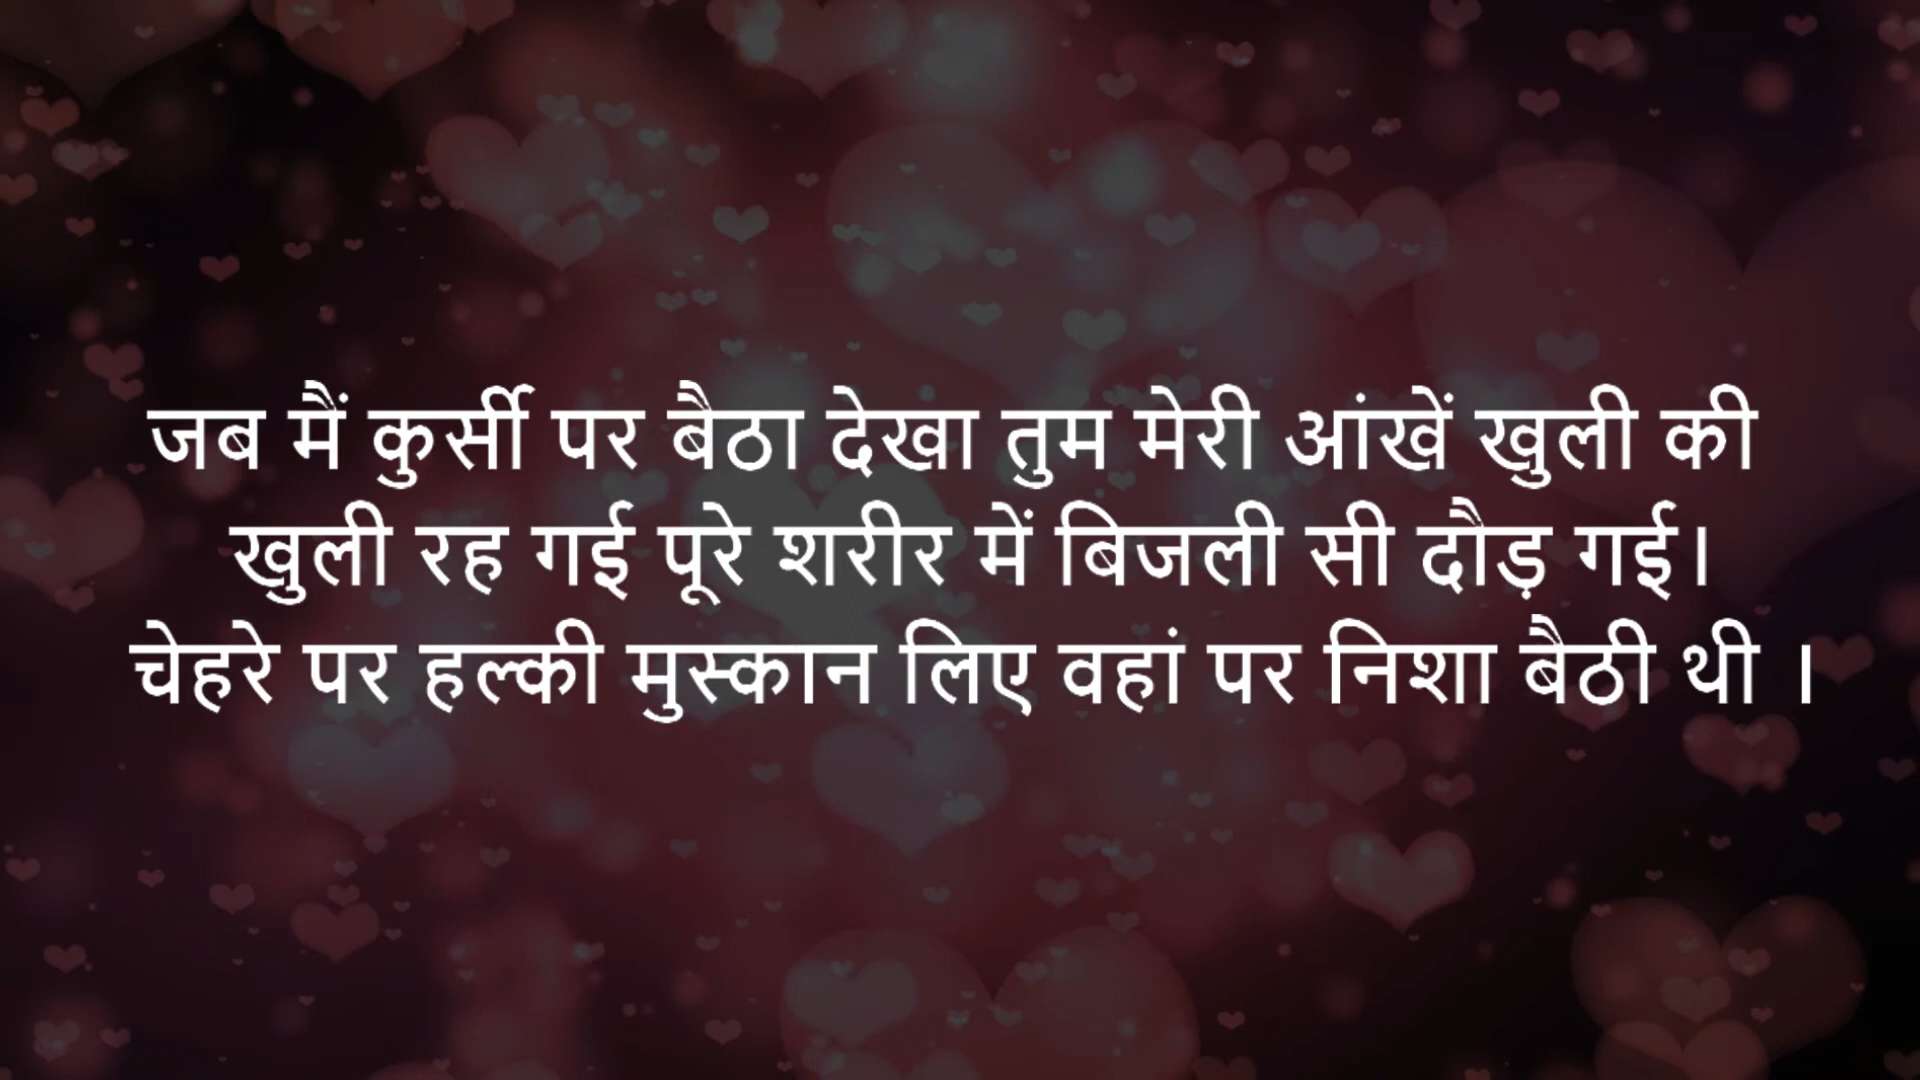 जब मैं कुर्सी पर बैठा देखा तुम मेरी आंखें खुली की
खुली रह गई पूरे शरीर में बिजली सी दौड़ गई।
चेहरे पर हल्की मुस्कान लिए वहां पर निशा बैठी थी ।